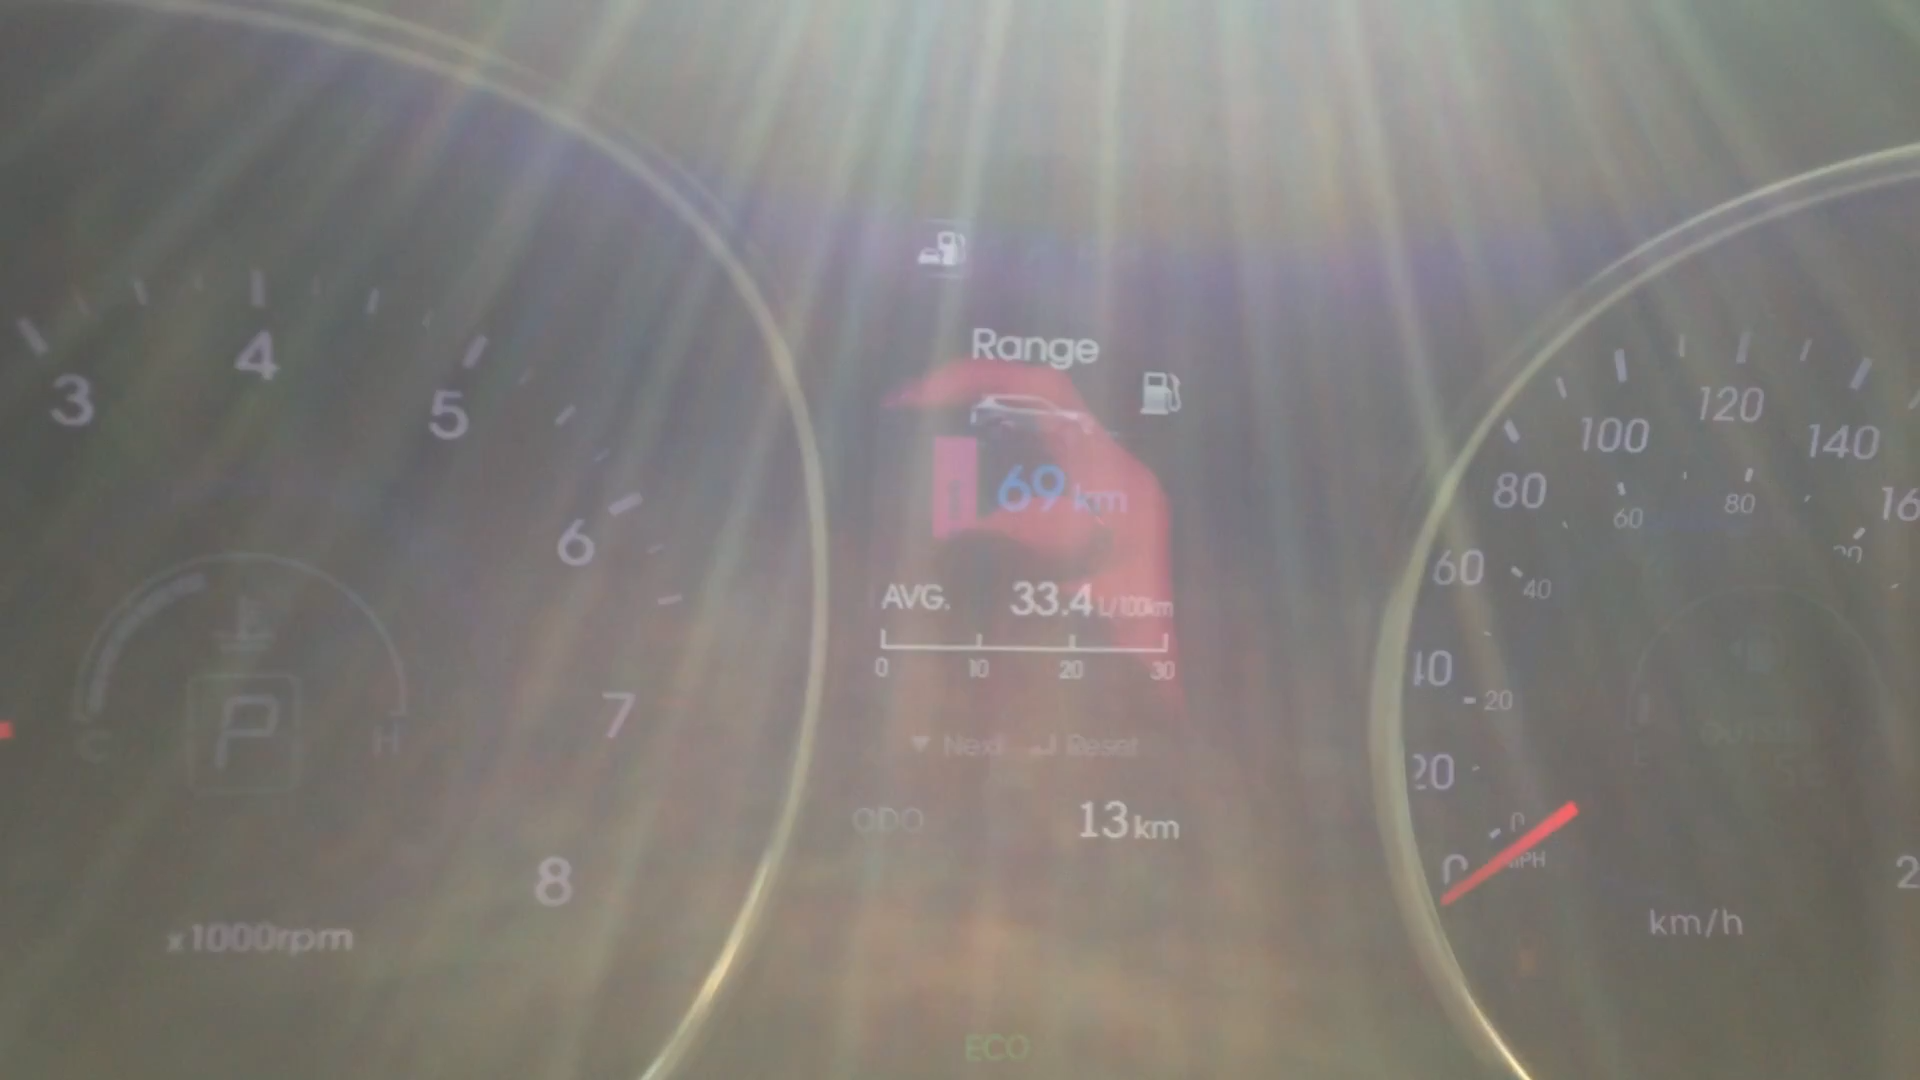 Range
69 km
AVG. 33.4 L/100km
0 10 20 30
Next Reset
ODO 13 km
ECO
3 4 5 6 7 8
x1000rpm
C H
P
0 20 40 60 80 100 120 140
20 40 60 80
MPH
km/h